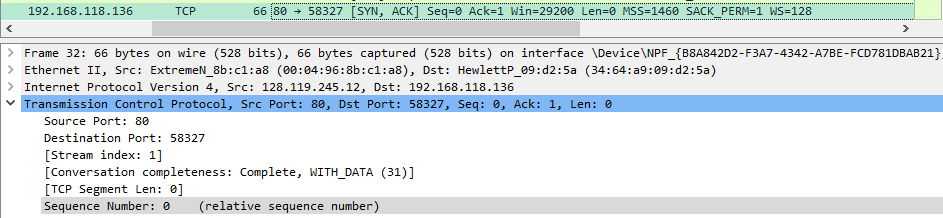 192.168.118.136 TCP 66 80 → 58327 [SYN, ACK] Seq=0 Ack=1 Win=29200 Len=0 MSS=1460 SACK_PERM=1 WS=128
Frame 32: 66 bytes on wire (528 bits), 66 bytes captured (528 bits) on interface \Device\NPF_{B8A842D2-F3A7-4342-A7BE-FCD781DBAB21},
Ethernet II, Src: ExtremeN_8b:c1:a8 (00:04:96:8b:c1:a8), Dst: HewlettP_09:d2:5a (34:64:a9:09:d2:5a)
Internet Protocol Version 4, Src: 128.119.245.12, Dst: 192.168.118.136
Transmission Control Protocol, Src Port: 80, Dst Port: 58327, Seq: 0, Ack: 1, Len: 0
Source Port: 80
Destination Port: 58327
[Stream index: 1]
[Conversation completeness: Complete, WITH_DATA (31)]
[TCP Segment Len: 0]
Sequence Number: 0 (relative sequence number)